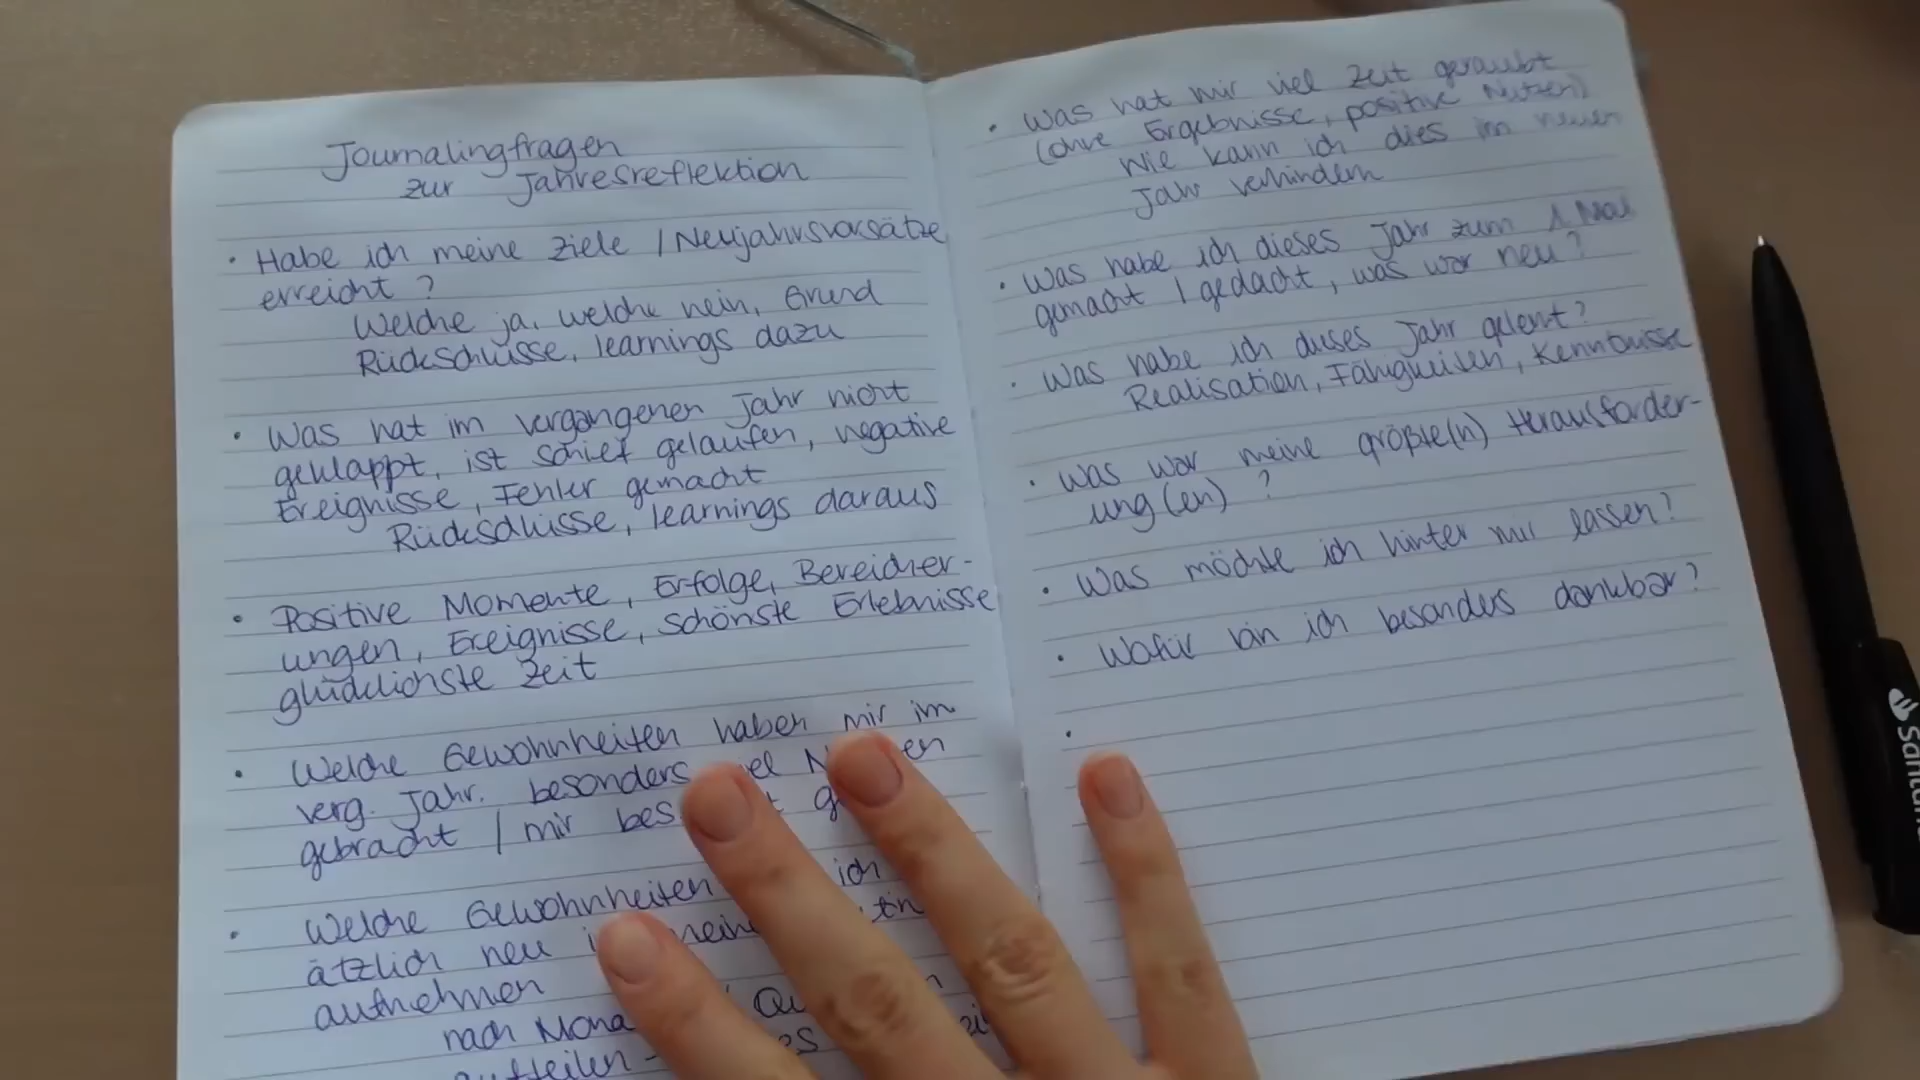 Journalingfragen
zur Jahresreflektion
• Habe ich meine Ziele / Neujahrsvorsätze
erreicht ?
Welche ja, welche nein, Grund
Rückschlüsse, learnings dazu
• Was hat im vergangenen Jahr nicht
geklappt, ist schief gelaufen, negative
Ereignisse, Fehler gemacht
Rückschlüsse, learnings daraus
• Positive Momente, Erfolge, Bereicher-
ungen, Ereignisse, schönste Erlebnisse
glücklichste Zeit
• Welche Gewohnheiten haben mir im
verg. Jahr. besonders
gebracht / mir
• Welche Gewohnheiten ich
ätzlich neu
aufnehmen
nach
aufteilen -
• Was hat mir viel Zeit geraubt
(ohne Ergebnisse, positive Nutzen)
Wie kann ich dies im neuen
Jahr verhindern
• Was habe ich dieses Jahr zum 1. Mal
gemacht / gedacht, was war neu?
• Was habe ich dieses Jahr gelernt?
Realisation, Fähigkeiten, Kenntnisse
• Was war meine größte(n) Herausforder-
ung(en) ?
• Was möchte ich hinter mir lassen?
• Wofür bin ich besonders dankbar?
•